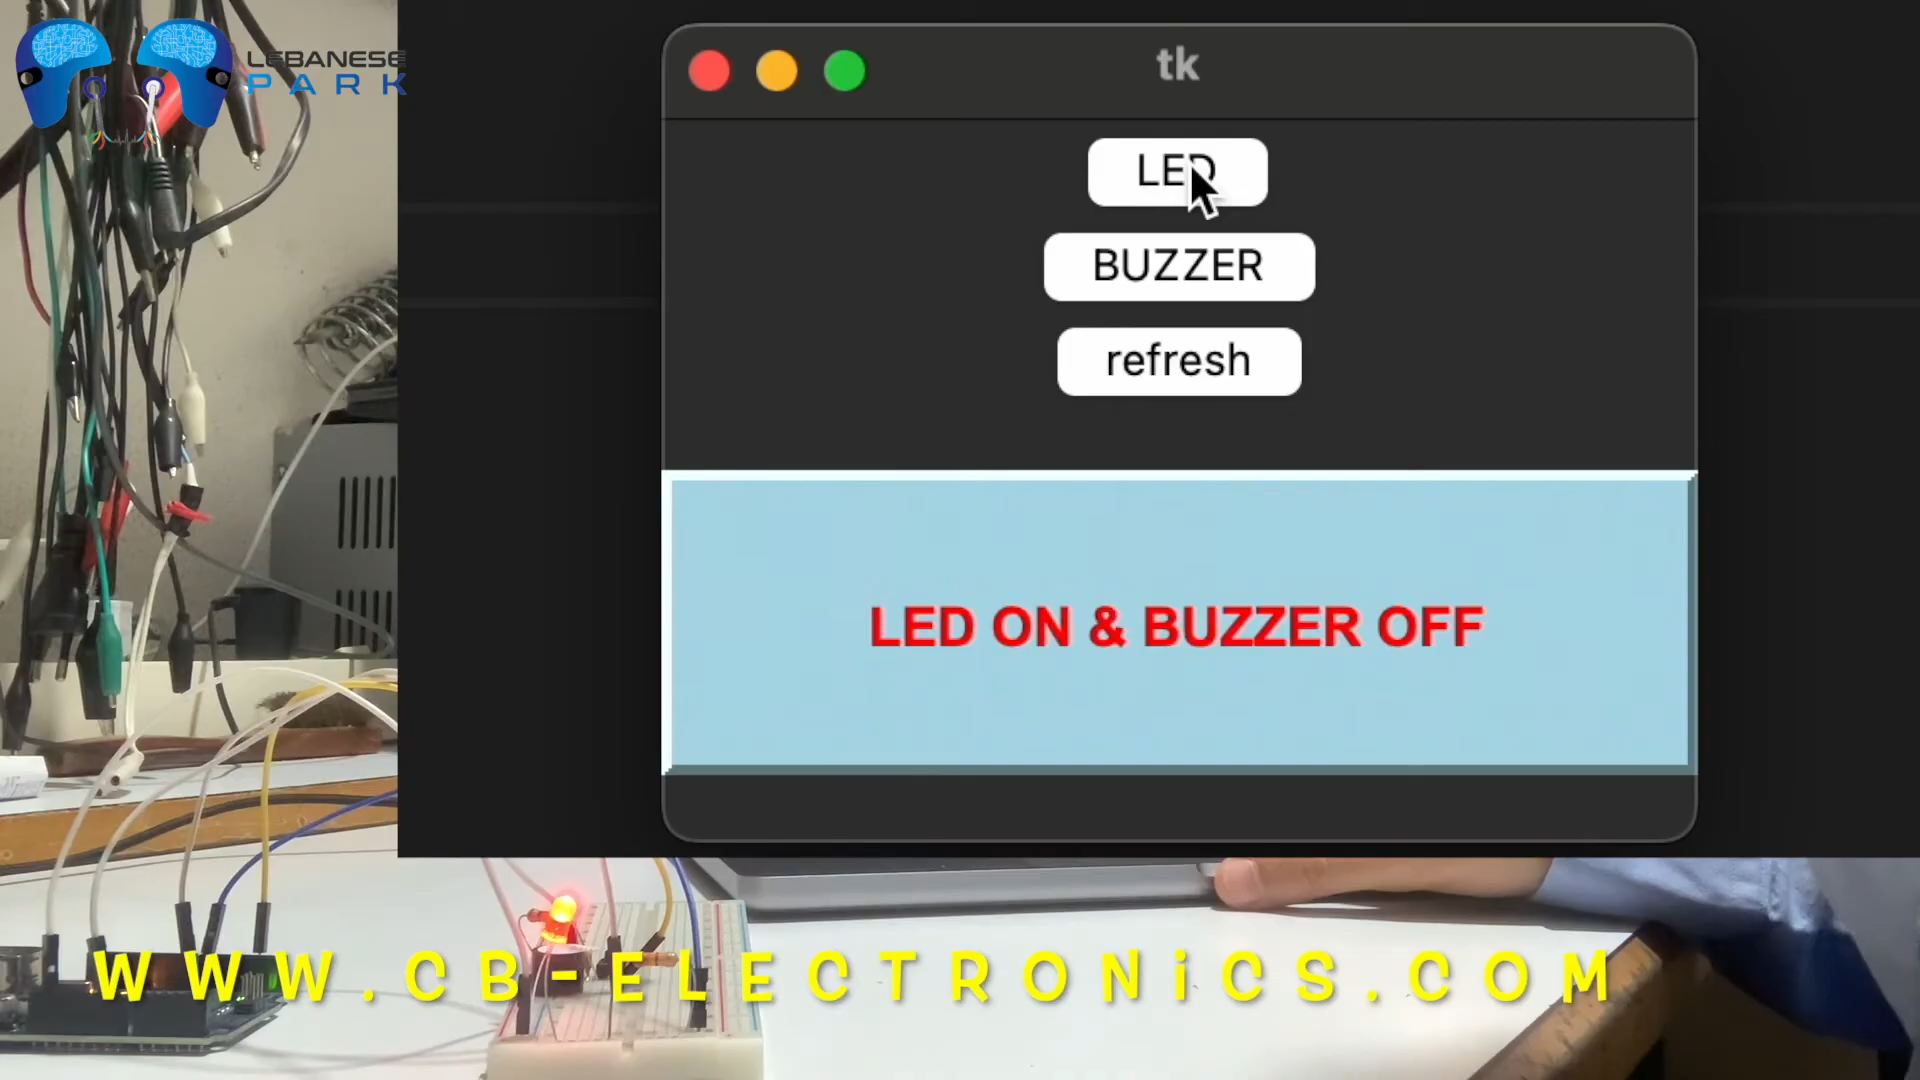 LEBANESE
PARK
tk
LED
BUZZER
refresh
LED ON & BUZZER OFF
WWW.CB-ELECTRONiCS.COM